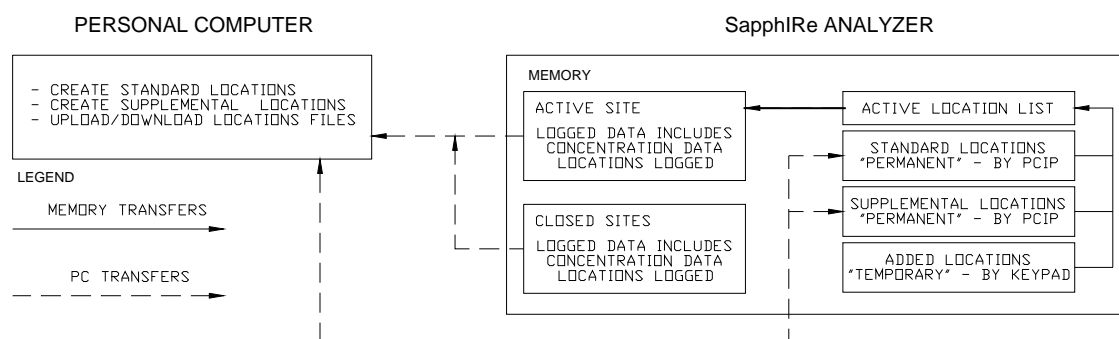 PERSONAL COMPUTER
SapphIRe ANALYZER
- CREATE STANDARD LOCATIONS
- CREATE SUPPLEMENTAL LOCATIONS
- UPLOAD/DOWNLOAD LOCATIONS FILES
LEGEND
MEMORY TRANSFERS
PC TRANSFERS
MEMORY
ACTIVE SITE
LOGGED DATA INCLUDES
CONCENTRATION DATA
LOCATIONS LOGGED
CLOSED SITES
LOGGED DATA INCLUDES
CONCENTRATION DATA
LOCATIONS LOGGED
ACTIVE LOCATION LIST
STANDARD LOCATIONS
"PERMANENT" - BY PCIP
SUPPLEMENTAL LOCATIONS
"PERMANENT" - BY PCIP
ADDED LOCATIONS
"TEMPORARY" - BY KEYPAD